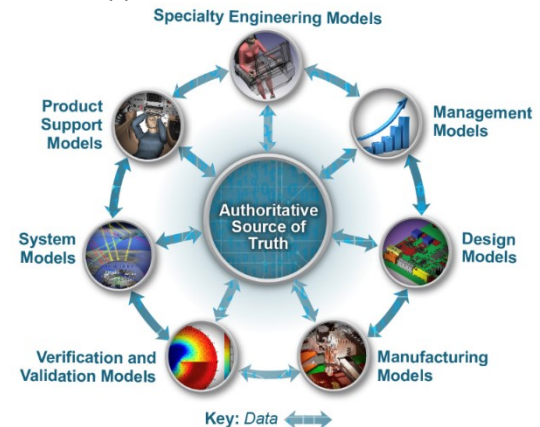 Specialty Engineering Models
Product
Support
Models
Management
Models
Authoritative
Source of
Truth
System
Models
Design
Models
Verification and
Validation Models
Manufacturing
Models
Key: Data